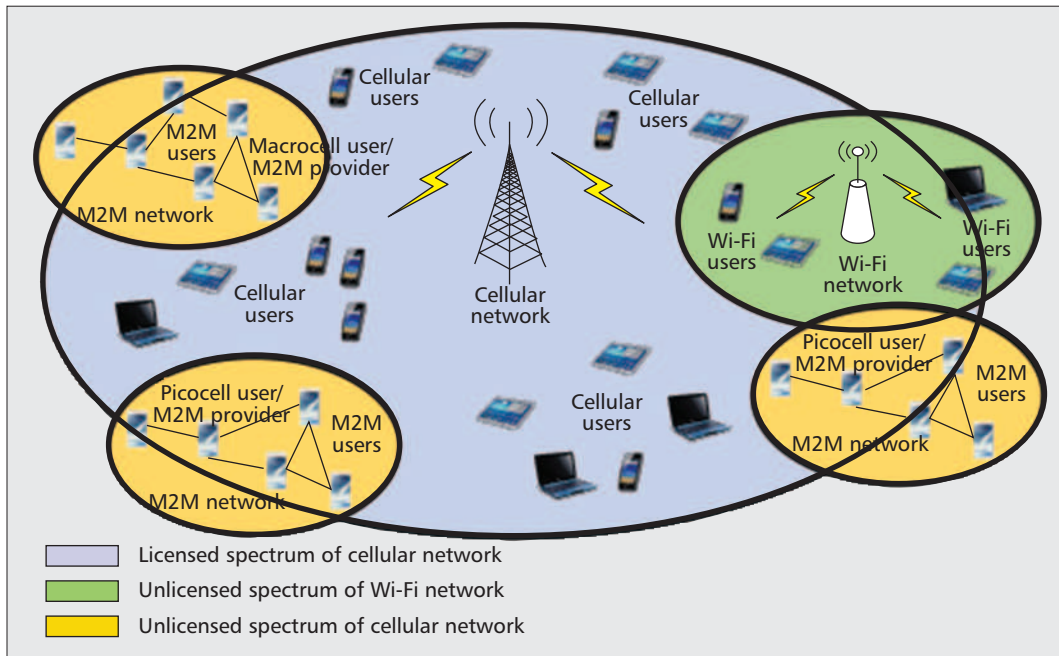 Cellular
users
Cellular
users
M2M
users
Macrocell user/
M2M provider
M2M network
Wi-Fi
users
Wi-Fi
network
Wi-Fi
users
Cellular
users
Cellular
network
Picocell user/
M2M provider
M2M
users
M2M network
Cellular
users
Picocell user/
M2M provider
M2M
users
M2M network
Licensed spectrum of cellular network
Unlicensed spectrum of Wi-Fi network
Unlicensed spectrum of cellular network